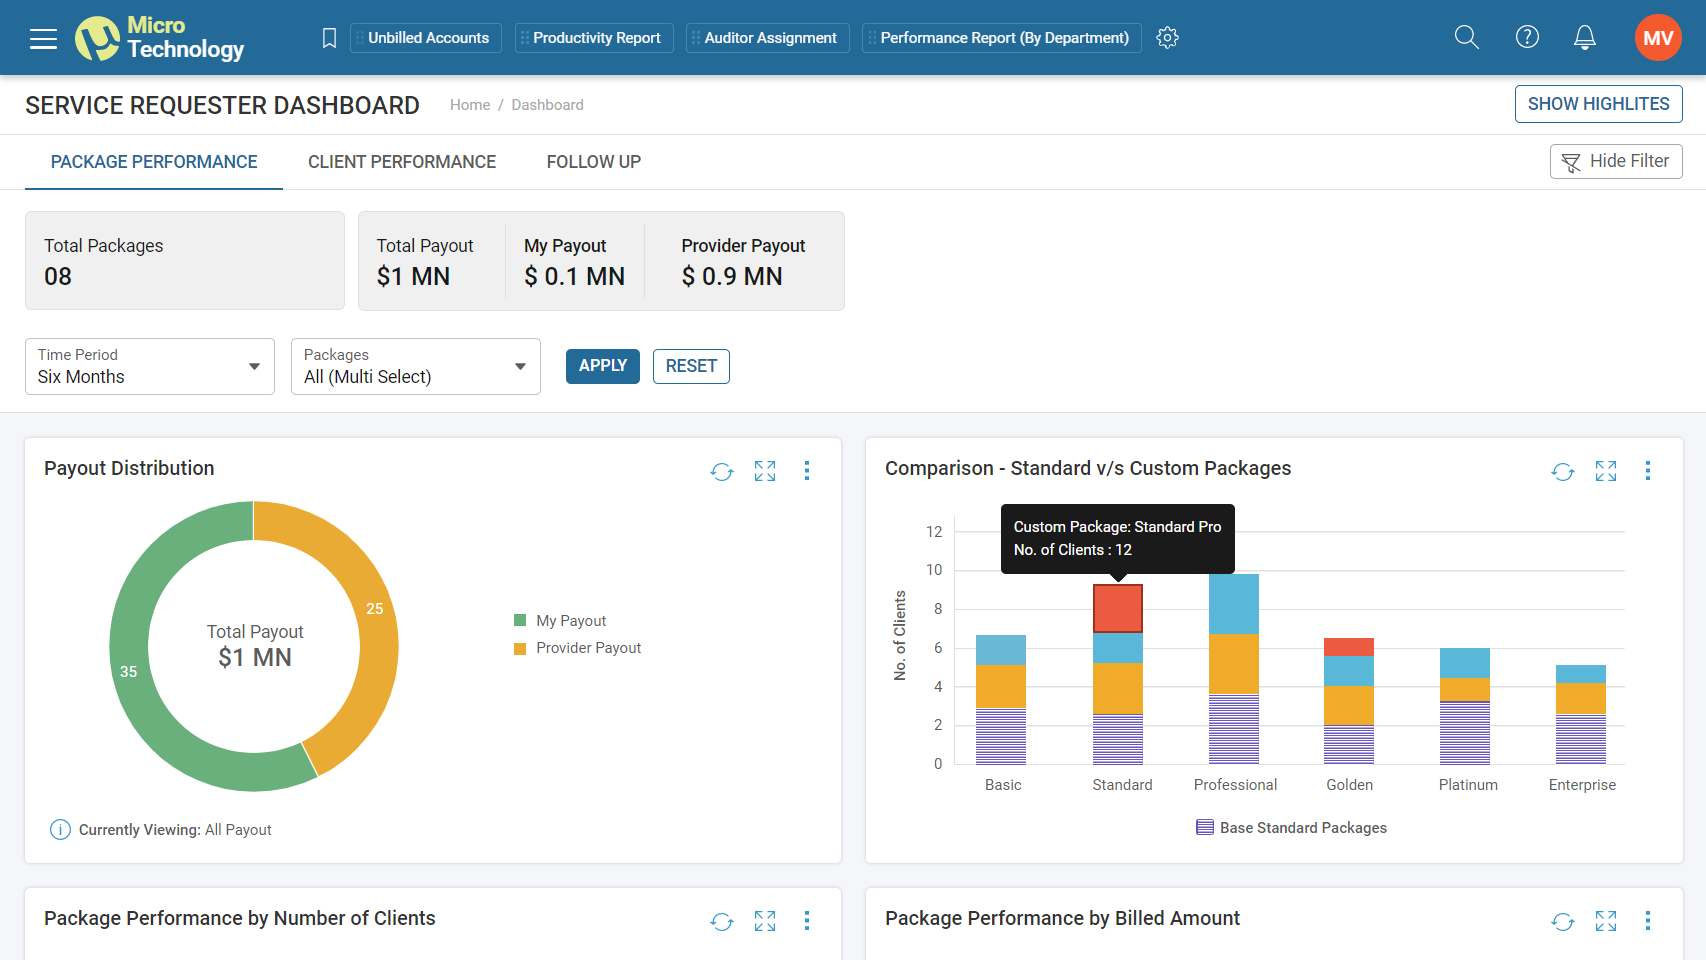 Micro
Technology
Unbilled Accounts
Productivity Report
Auditor Assignment
Performance Report (By Department)
MV
SERVICE REQUESTER DASHBOARD
Home / Dashboard
SHOW HIGHLITES
PACKAGE PERFORMANCE
CLIENT PERFORMANCE
FOLLOW UP
Hide Filter
Total Packages
08
Total Payout
$1 MN
My Payout
$ 0.1 MN
Provider Payout
$ 0.9 MN
Time Period
Six Months
Packages
All (Multi Select)
APPLY
RESET
Payout Distribution
25
35
Total Payout
$1 MN
My Payout
Provider Payout
Currently Viewing: All Payout
Comparison - Standard v/s Custom Packages
Custom Package: Standard Pro
No. of Clients : 12
No. of Clients
12
10
8
6
4
2
0
Basic
Standard
Professional
Golden
Platinum
Enterprise
Base Standard Packages
Package Performance by Number of Clients
Package Performance by Billed Amount